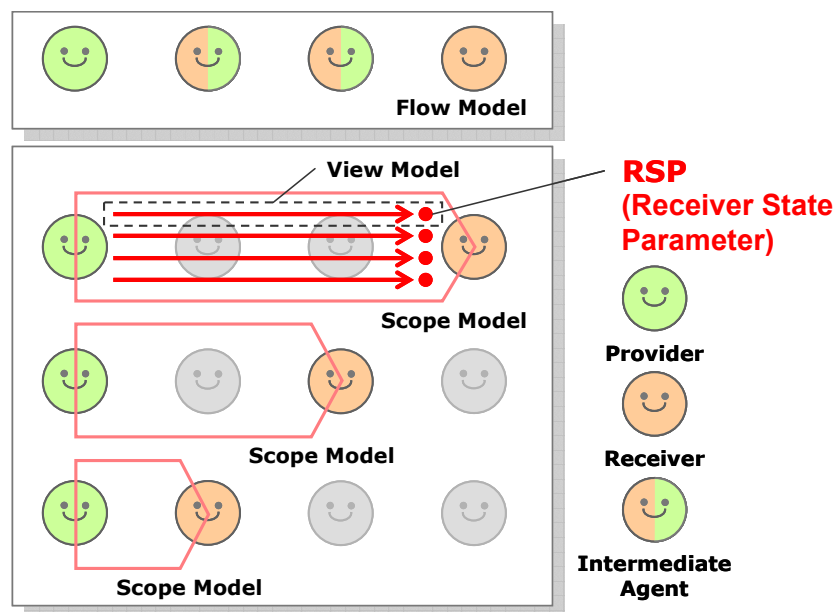 Flow Model
View Model
RSP
(Receiver State
Parameter)
Scope Model
Provider
Scope Model
Receiver
Scope Model
Intermediate
Agent